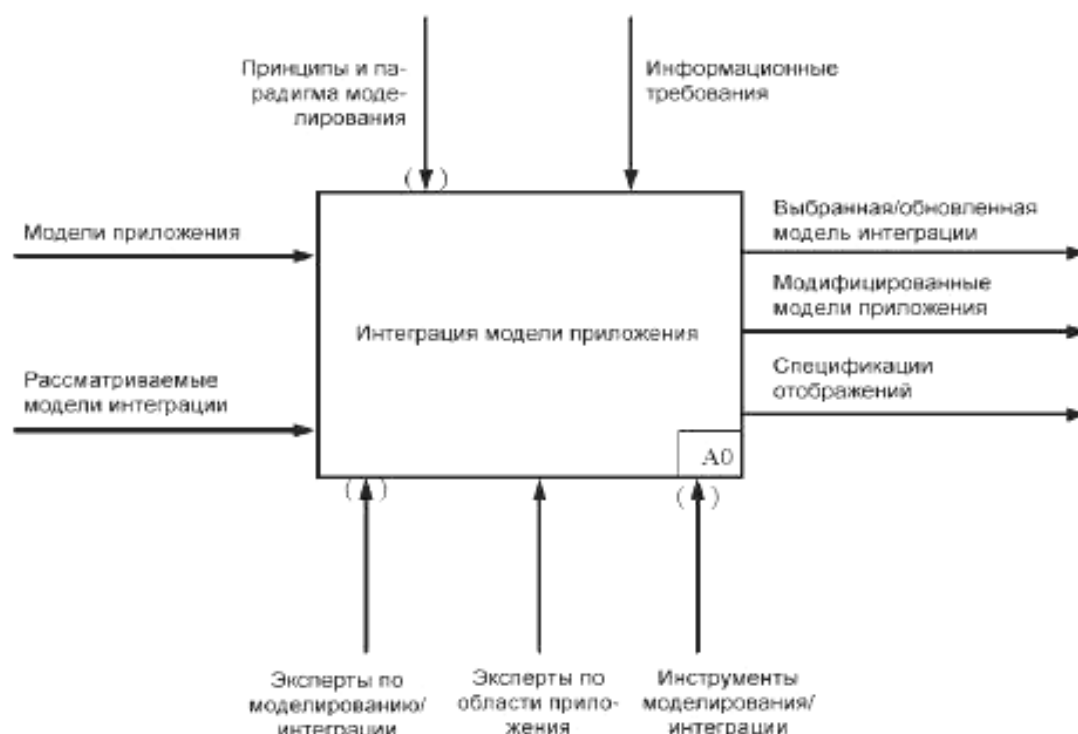 Принципы и па-
радигма моде-
лирования
Информационные
требования
( )
Модели приложения
Выбранная/обновленная
модель интеграции
Модифицированные
модели приложения
Интеграция модели приложения
Рассматриваемые
модели интеграции
Спецификации
отображений
A0
( )
( )
Эксперты по
моделированию/
интеграции
Эксперты по
области прило-
жения
Инструменты
моделирования/
интеграции